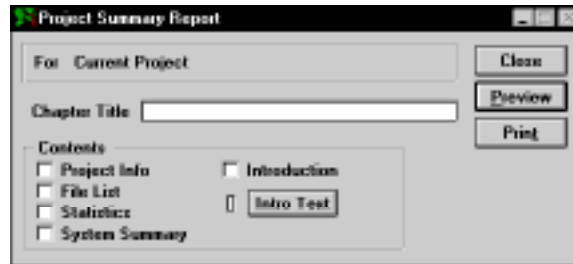 Project Summary Report
For Current Project
Close
Preview
Chapter Title
Print
Contents
Project Info
Introduction
File List
Intro Text
Statistics
System Summary